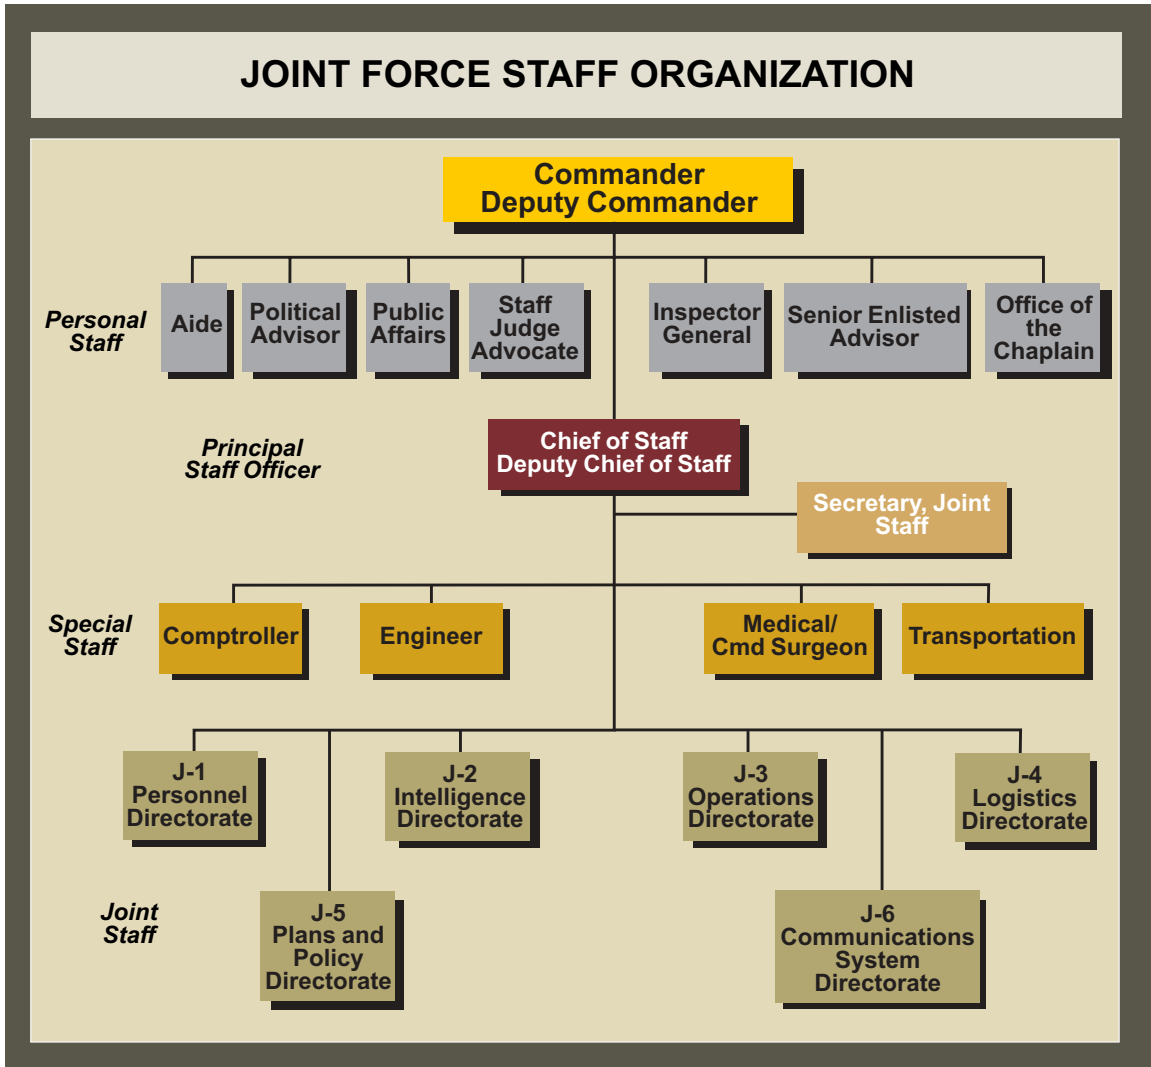 JOINT FORCE STAFF ORGANIZATION
Commander
Deputy Commander
Personal
Staff
Aide
Political
Advisor
Public
Affairs
Staff
Judge
Advocate
Inspector
General
Senior Enlisted
Advisor
Office of
the
Chaplain
Principal
Staff Officer
Chief of Staff
Deputy Chief of Staff
Secretary, Joint
Staff
Special
Staff
Comptroller
Engineer
Medical/
Cmd Surgeon
Transportation
J-1
Personnel
Directorate
J-2
Intelligence
Directorate
J-3
Operations
Directorate
J-4
Logistics
Directorate
Joint
Staff
J-5
Plans and
Policy
Directorate
J-6
Communications
System
Directorate